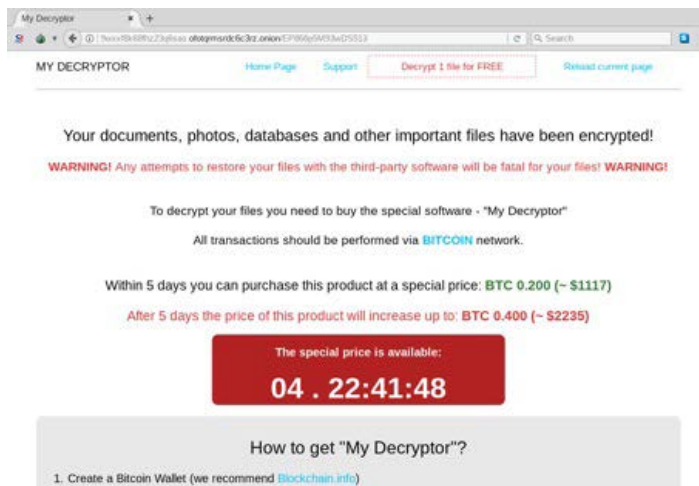 My Decryptor
Search
MY DECRYPTOR
Home Page
Support
Decrypt 1 file for FREE
Reload current page
Your documents, photos, databases and other important files have been encrypted!
WARNING! Any attempts to restore your files with the third-party software will be fatal for your files! WARNING!
To decrypt your files you need to buy the special software - "My Decryptor"
All transactions should be performed via BITCOIN network.
Within 5 days you can purchase this product at a special price: BTC 0.200 (~ $1117)
After 5 days the price of this product will increase up to: BTC 0.400 (~ $2235)
The special price is available:
04 . 22:41:48
How to get "My Decryptor"?
1. Create a Bitcoin Wallet (we recommend Blockchain.info)